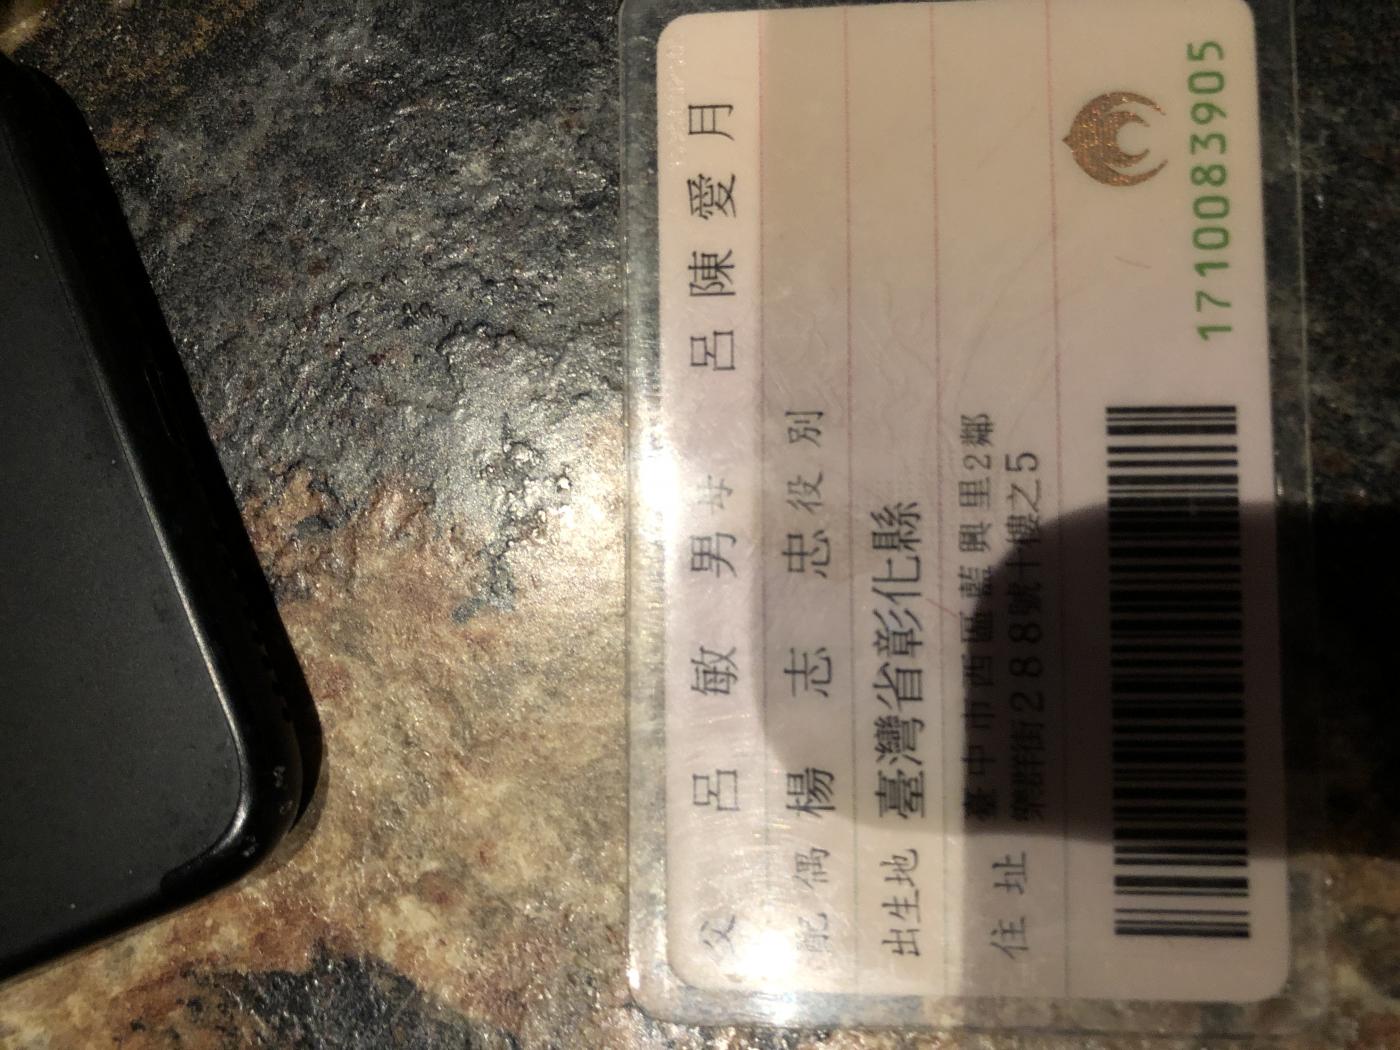 父 呂敏男 母 呂陳愛月
配偶 楊志忠 役別
出生地 臺灣省彰化縣
住址 臺中市西區藍興里2鄰
樂群街288號十樓之5
1710083905